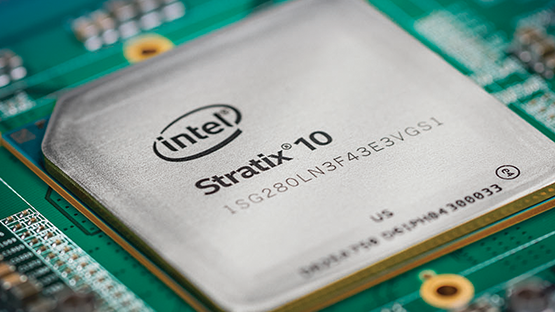 intel
Stratix® 10
1SG280LN3F43E3VGS1
US